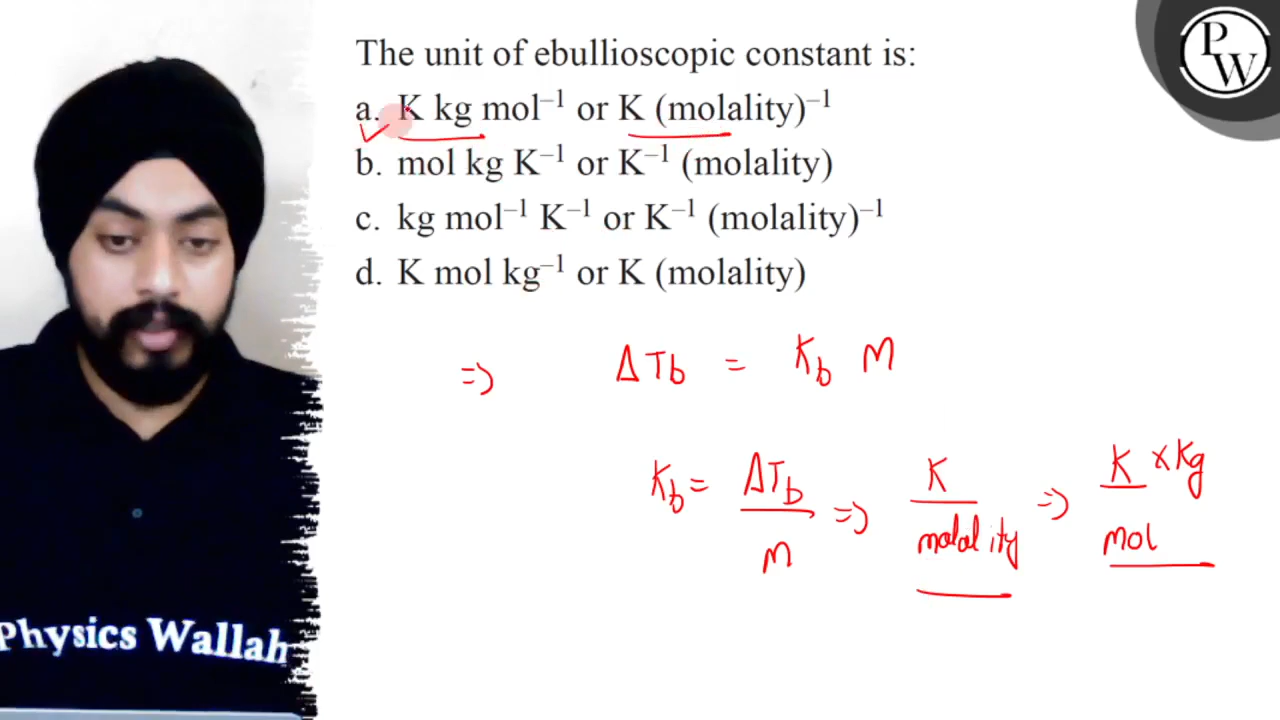 The unit of ebullioscopic constant is:
a. K kg mol⁻¹ or K (molality)⁻¹
b. mol kg K⁻¹ or K⁻¹ (molality)
c. kg mol⁻¹ K⁻¹ or K⁻¹ (molality)⁻¹
d. K mol kg⁻¹ or K (molality)
⇒ ΔTb = Kb m
Kb = ΔTb / m ⇒ K / molality ⇒ K × Kg / mol
PW
Physics Wallah